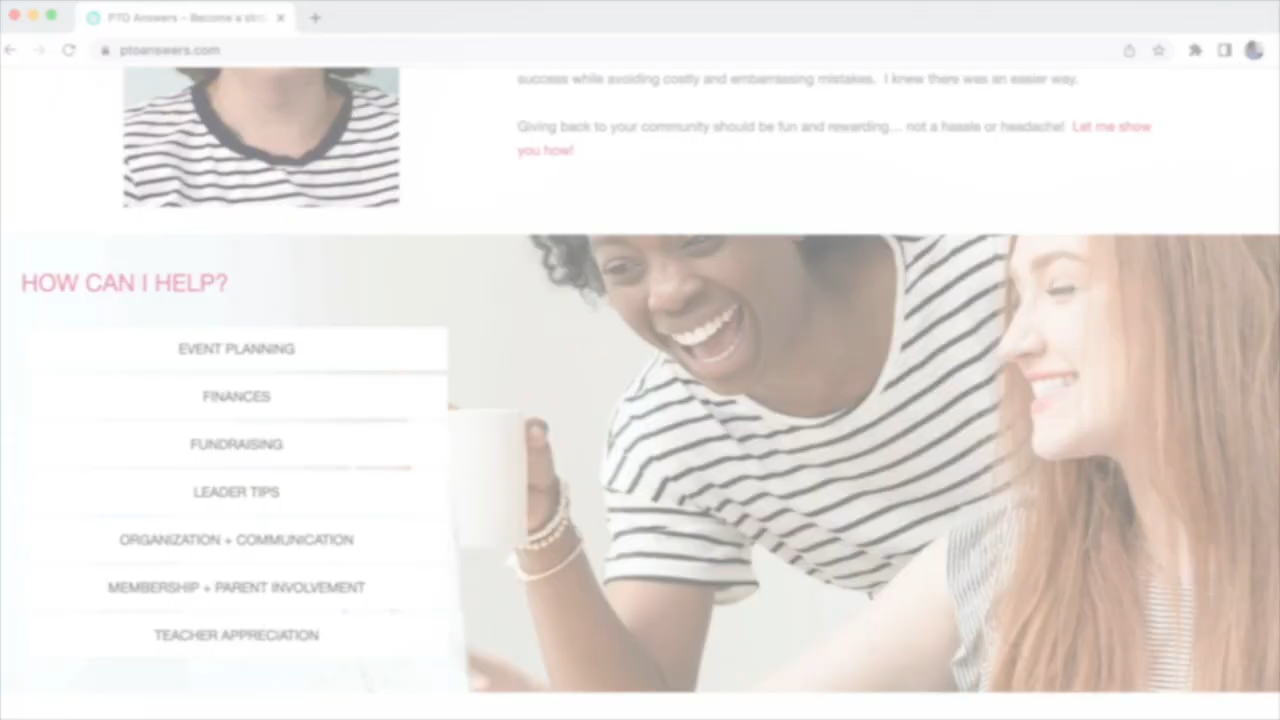 PTO Answers – Become a stro
ptoanswers.com
success while avoiding costly and embarrassing mistakes. I knew there was an easier way.
Giving back to your community should be fun and rewarding... not a hassle or headache! Let me show
you how!
HOW CAN I HELP?
EVENT PLANNING
FINANCES
FUNDRAISING
LEADER TIPS
ORGANIZATION + COMMUNICATION
MEMBERSHIP + PARENT INVOLVEMENT
TEACHER APPRECIATION